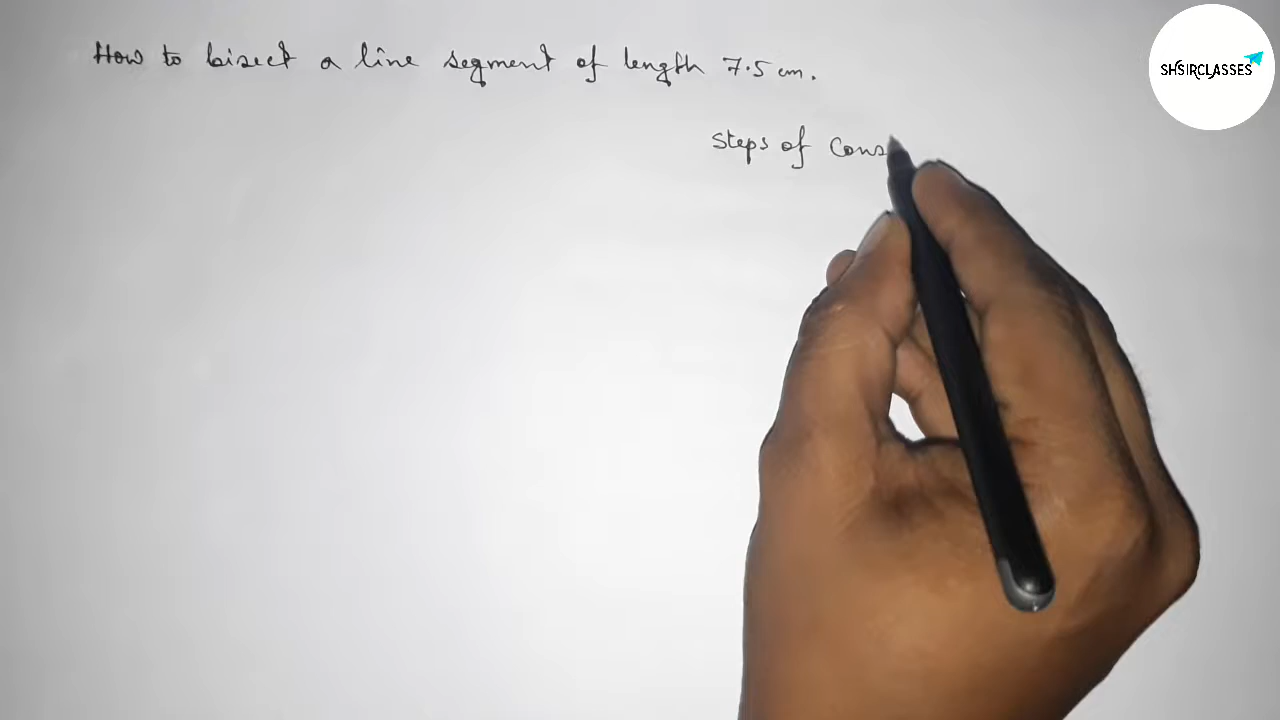 How to bisect a line segment of length 7.5 cm.
SHSIRCLASSES
Steps of Cons